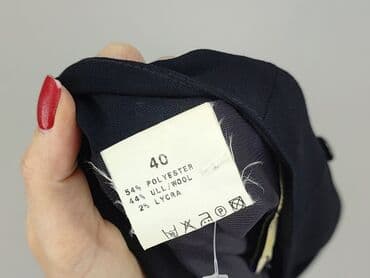 40
54% POLYESTER
44% ULL/WOOL
2% LYCRA